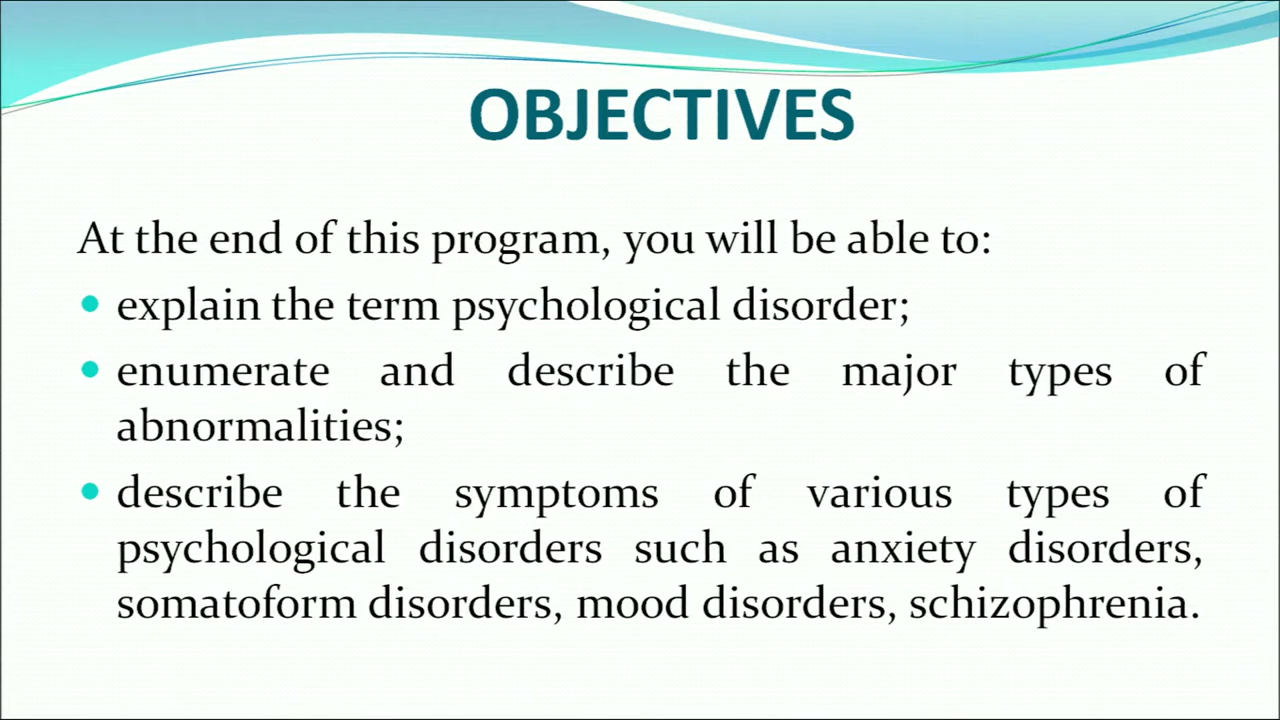 OBJECTIVES
At the end of this program, you will be able to:
• explain the term psychological disorder;
• enumerate and describe the major types of
abnormalities;
• describe the symptoms of various types of
psychological disorders such as anxiety disorders,
somatoform disorders, mood disorders, schizophrenia.